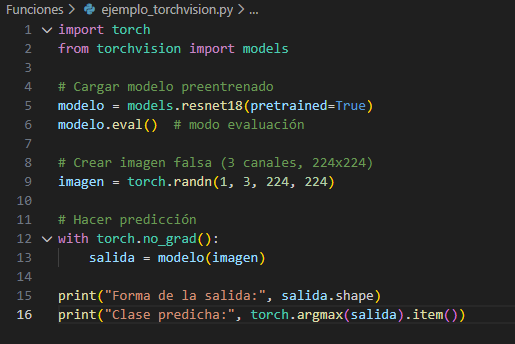 Funciones > ejemplo_torchvision.py > ...
1 import torch
2 from torchvision import models
3
4 # Cargar modelo preentrenado
5 modelo = models.resnet18(pretrained=True)
6 modelo.eval()  # modo evaluación
7
8 # Crear imagen falsa (3 canales, 224x224)
9 imagen = torch.randn(1, 3, 224, 224)
10
11 # Hacer predicción
12 with torch.no_grad():
13     salida = modelo(imagen)
14
15 print("Forma de la salida:", salida.shape)
16 print("Clase predicha:", torch.argmax(salida).item())